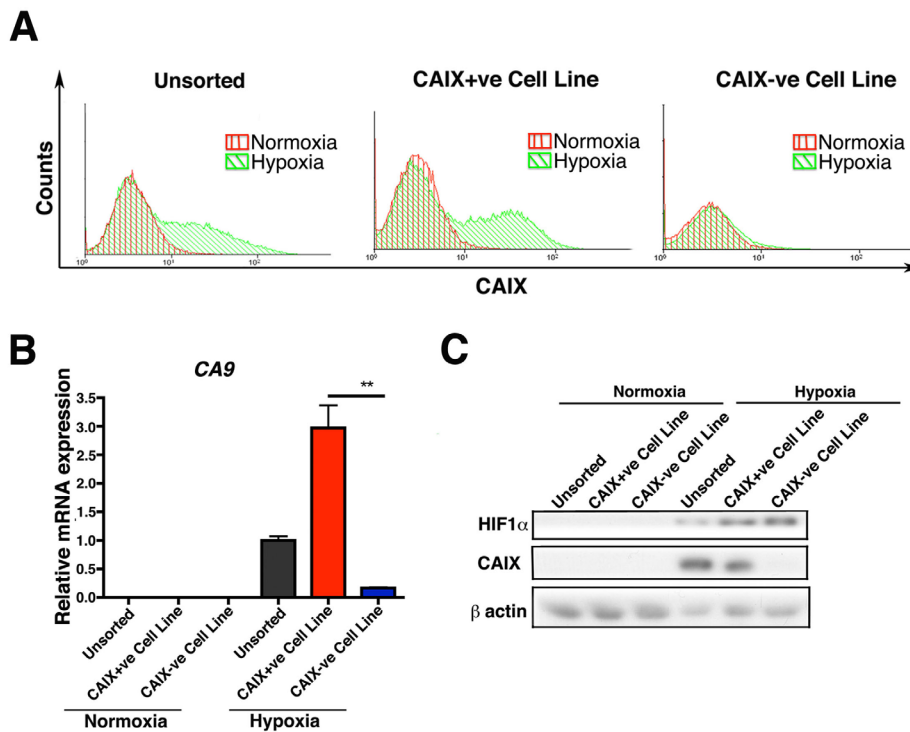 A
Unsorted
CAIX+ve Cell Line
CAIX-ve Cell Line
Normoxia
Hypoxia
Normoxia
Hypoxia
Normoxia
Hypoxia
Counts
10⁰ 10¹ 10²
10⁰ 10¹ 10²
10⁰ 10¹ 10²
CAIX
B
CA9
**
Relative mRNA expression
3.5
3.0
2.5
2.0
1.5
1.0
0.5
0.0
Unsorted
CAIX+ve Cell Line
CAIX-ve Cell Line
Unsorted
CAIX+ve Cell Line
CAIX-ve Cell Line
Normoxia
Hypoxia
C
Normoxia
Hypoxia
Unsorted
CAIX+ve Cell Line
CAIX-ve Cell Line
Unsorted
CAIX+ve Cell Line
CAIX-ve Cell Line
HIF1α
CAIX
β actin